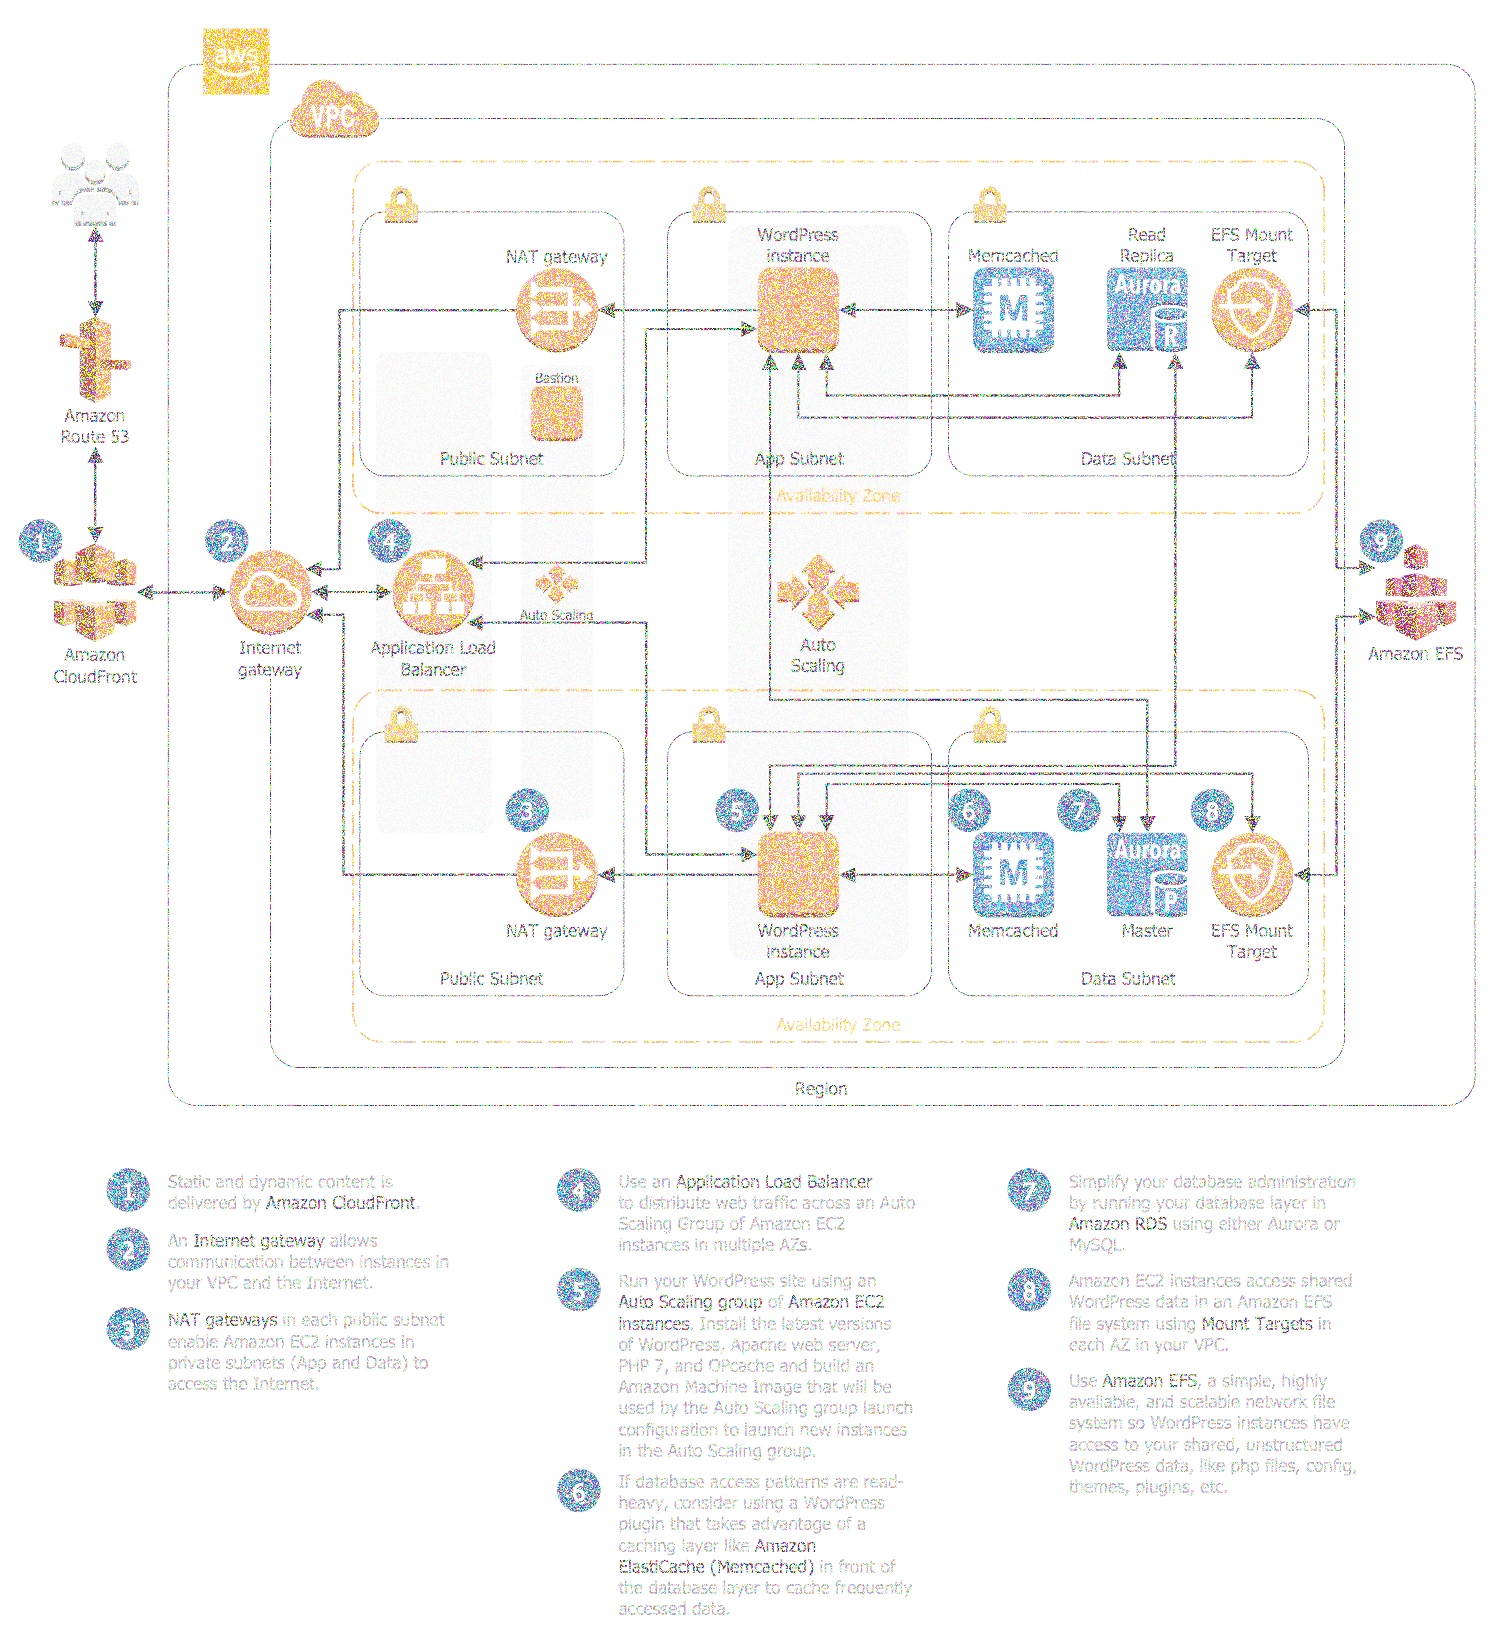 aws
VPC
NAT gateway
WordPress
instance
Memcached
Read
Replica
EFS Mount
Target
M
Aurora
R
Bastion
Public Subnet
App Subnet
Data Subnet
Availability Zone
Amazon
Route 53
1
2
4
9
Auto Scaling
Amazon
CloudFront
Internet
gateway
Application Load
Balancer
Auto
Scaling
Amazon EFS
3
5
6
7
8
M
Aurora
P
NAT gateway
WordPress
instance
Memcached
Master
EFS Mount
Target
Public Subnet
App Subnet
Data Subnet
Availability Zone
Region
1
Static and dynamic content is
delivered by Amazon CloudFront.
2
An Internet gateway allows
communication between instances in
your VPC and the Internet.
3
NAT gateways in each public subnet
enable Amazon EC2 instances in
private subnets (App and Data) to
access the Internet.
4
Use an Application Load Balancer
to distribute web traffic across an Auto
Scaling Group of Amazon EC2
instances in multiple AZs.
5
Run your WordPress site using an
Auto Scaling group of Amazon EC2
instances. Install the latest versions
of WordPress, Apache web server,
PHP 7, and OPcache and build an
Amazon Machine Image that will be
used by the Auto Scaling group launch
configuration to launch new instances
in the Auto Scaling group.
6
If database access patterns are read-
heavy, consider using a WordPress
plugin that takes advantage of a
caching layer like Amazon
ElastiCache (Memcached) in front of
the database layer to cache frequently
accessed data.
7
Simplify your database administration
by running your database layer in
Amazon RDS using either Aurora or
MySQL.
8
Amazon EC2 instances access shared
WordPress data in an Amazon EFS
file system using Mount Targets in
each AZ in your VPC.
9
Use Amazon EFS, a simple, highly
available, and scalable network file
system so WordPress instances have
access to your shared, unstructured
WordPress data, like php files, config,
themes, plugins, etc.